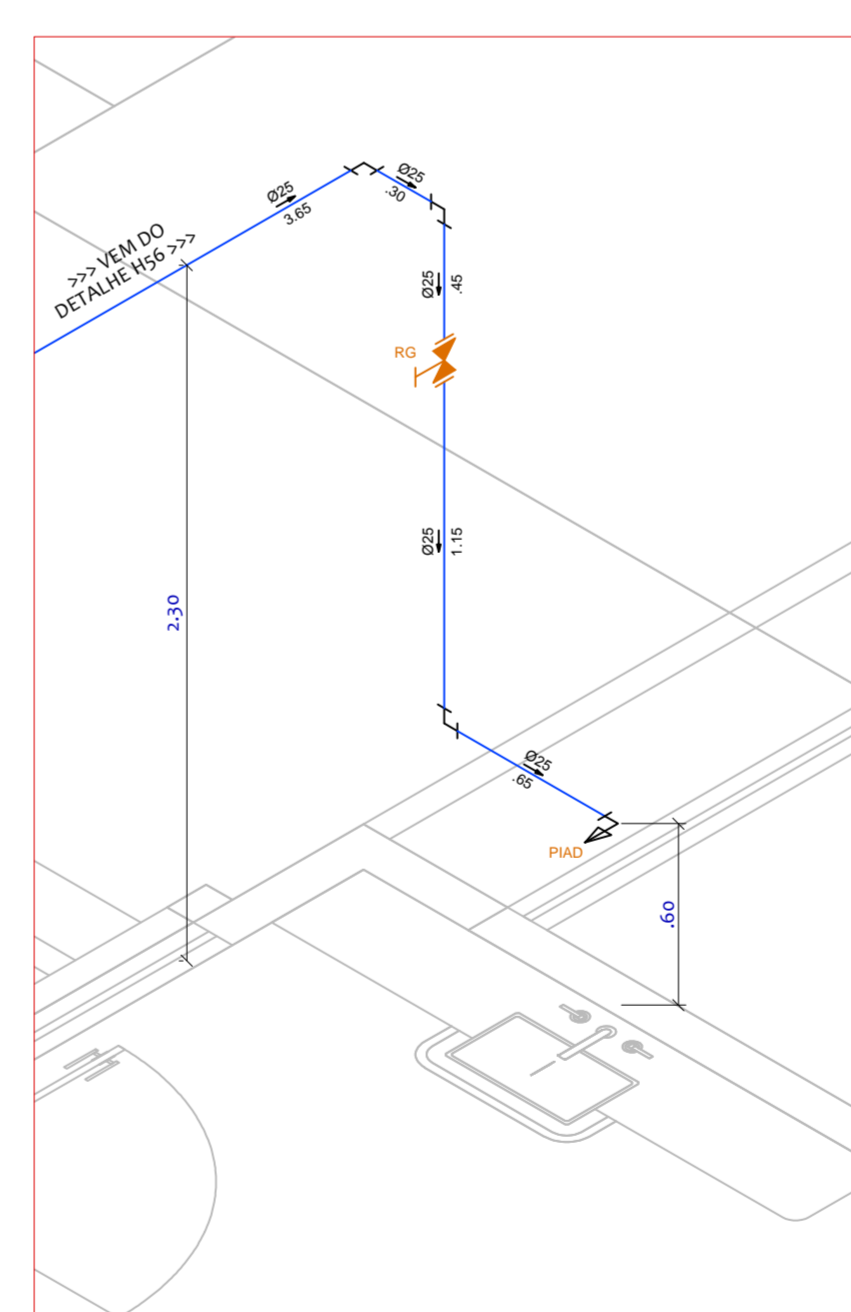 Ø25
.30
Ø25
3.65
>>> VEM DO
DETALHE H56 >>>
Ø25
.45
RG
Ø25
1.15
2.30
Ø25
.65
PIAD
.60